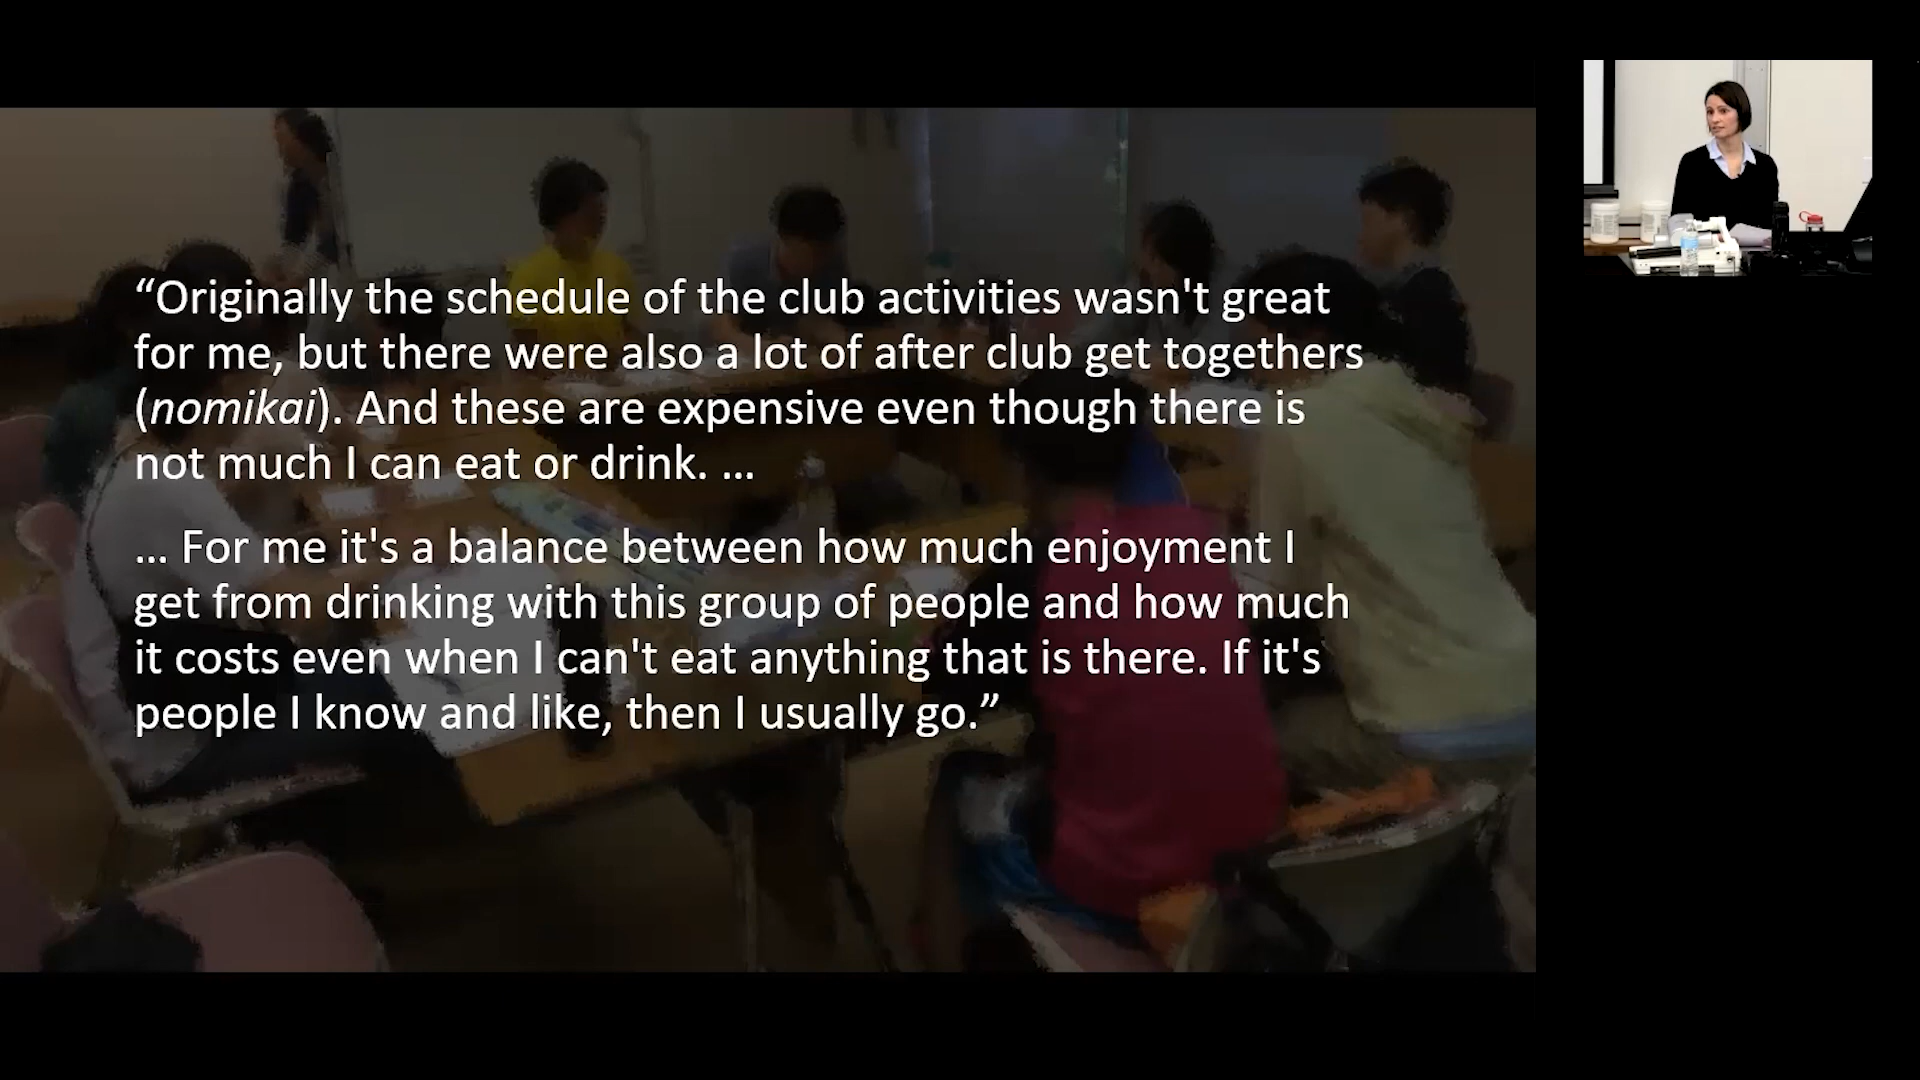 “Originally the schedule of the club activities wasn't great
for me, but there were also a lot of after club get togethers
(nomikai). And these are expensive even though there is
not much I can eat or drink. ...
... For me it's a balance between how much enjoyment I
get from drinking with this group of people and how much
it costs even when I can't eat anything that is there. If it's
people I know and like, then I usually go.”